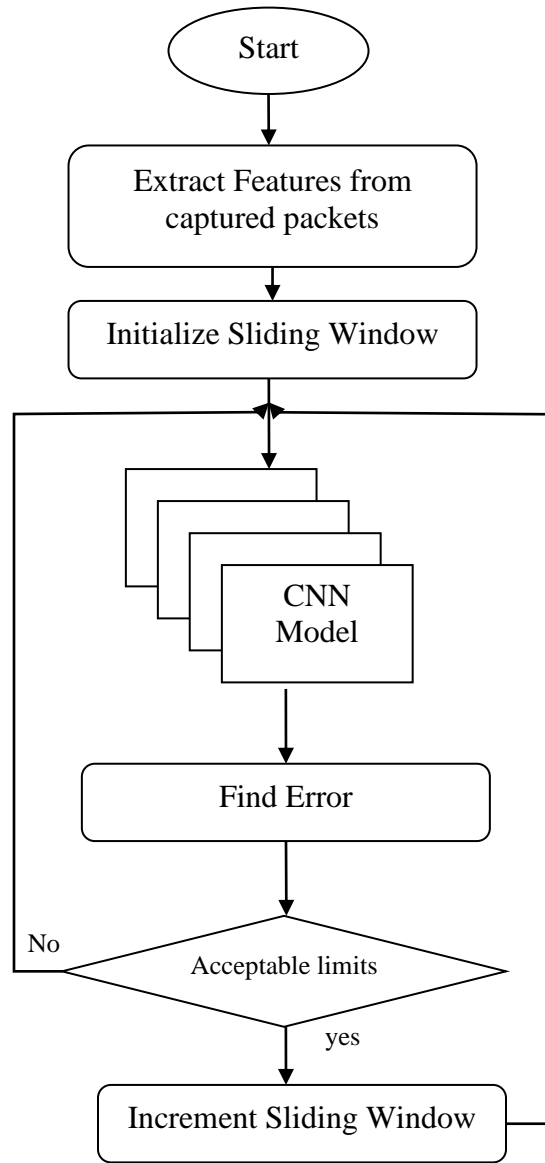 Start
Extract Features from
captured packets
Initialize Sliding Window
CNN
Model
Find Error
No
Acceptable limits
yes
Increment Sliding Window